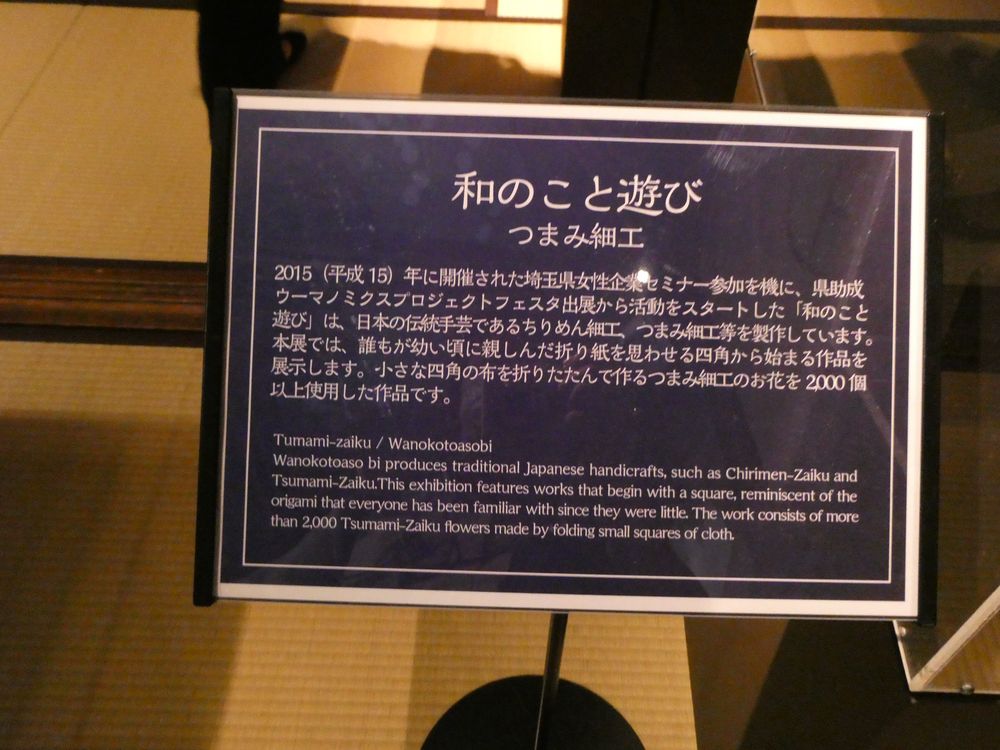 和のこと遊び
つまみ細工
2015（平成15）年に開催された埼玉県女性企業セミナー参加を機に、県助成
ウーマノミクスプロジェクトフェスタ出展から活動をスタートした「和のこと
遊び」は、日本の伝統手芸であるちりめん細工、つまみ細工等を製作しています。
本展では、誰もが幼い頃に親しんだ折り紙を思わせる四角から始まる作品を
展示します。小さな四角の布を折りたたんで作るつまみ細工のお花を2,000個
以上使用した作品です。
Tumami-zaiku / Wanokotoasobi
Wanokotoaso bi produces traditional Japanese handicrafts, such as Chirimen-Zaiku and
Tsumami-Zaiku.This exhibition features works that begin with a square, reminiscent of the
origami that everyone has been familiar with since they were little. The work consists of more
than 2,000 Tsumami-Zaiku flowers made by folding small squares of cloth.